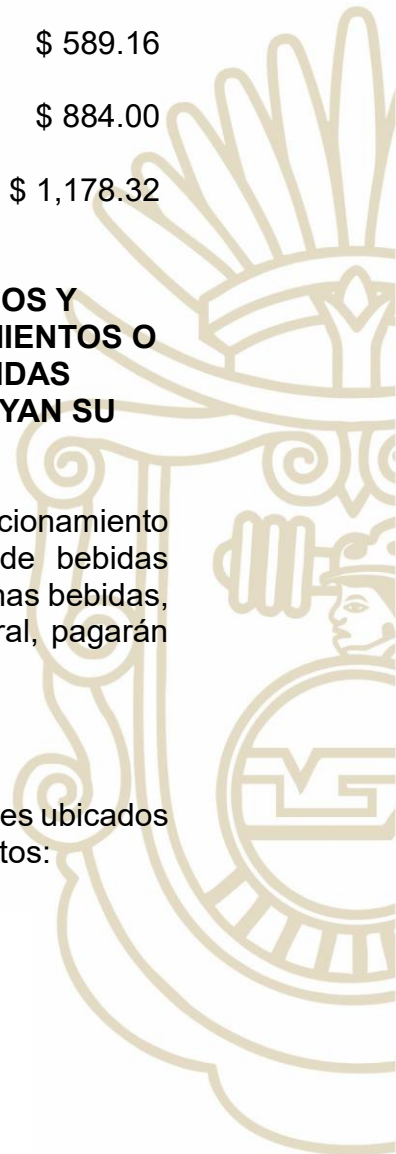 $ 589.16
$ 884.00
$ 1,178.32
OS Y
MIENTOS O
IDAS
YAN SU
cionamiento
de bebidas
nas bebidas,
ral, pagarán
es ubicados
tos: